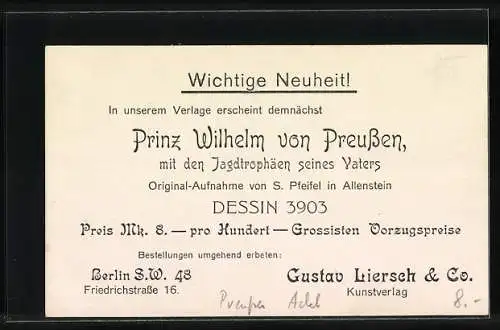 Wichtige Neuheit!
In unserem Verlage erscheint demnächst
Prinz Wilhelm von Preußen,
mit den Jagdtrophäen seines Vaters
Original-Aufnahme von S. Pfeifel in Allenstein
DESSIN 3903
Preis Mk. 8. — pro Hundert — Grossisten Vorzugspreise
Bestellungen umgehend erbeten:
Berlin S.W. 48 Gustav Liersch & Co.
Friedrichstraße 16. Kunstverlag
8.-